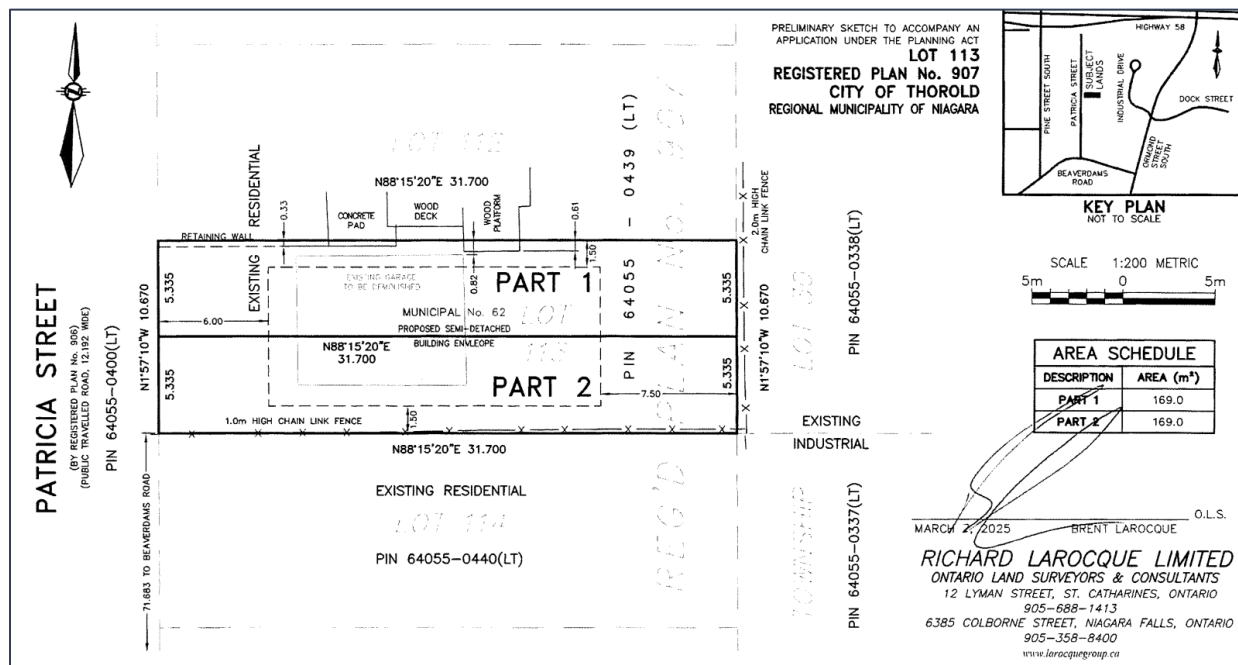 PRELIMINARY SKETCH TO ACCOMPANY AN
APPLICATION UNDER THE PLANNING ACT
LOT 113
REGISTERED PLAN No. 907
CITY OF THOROLD
REGIONAL MUNICIPALITY OF NIAGARA
HIGHWAY 58
PINE STREET SOUTH
PATRICIA STREET
SUBJECT
LANDS
INDUSTRIAL DRIVE
DOCK STREET
ORMOND
STREET
SOUTH
BEAVERDAMS
ROAD
KEY PLAN
NOT TO SCALE
SCALE 1:200 METRIC
5m 0 5m
AREA SCHEDULE
DESCRIPTION AREA (m²)
PART 1 169.0
PART 2 169.0
LOT 112
N88°15'20"E 31.700
EXISTING RESIDENTIAL
0.33
CONCRETE
PAD
WOOD
DECK
WOOD
PLATFORM
0.61
2.0m HIGH
CHAIN LINK FENCE
RETAINING WALL
1.50
0.82
EXISTING GARAGE
TO BE DEMOLISHED
PART 1
5.335
5.335
6.00
MUNICIPAL No. 62
PROPOSED SEMI-DETACHED
BUILDING ENVLEOPE
LOT
113
N88°15'20"E
31.700
PART 2
5.335
5.335
7.50
1.50
1.0m HIGH CHAIN LINK FENCE
N88°15'20"E 31.700
N1°57'10"W 10.670
N1°57'10"W 10.670
PIN 64055 - 0439 (LT)
REG'D PLAN NO. 907
PATRICIA STREET
(BY REGISTERED PLAN No. 906)
(PUBLIC TRAVELLED ROAD, 12.192 WIDE)
PIN 64055-0400(LT)
71.683 TO BEAVERDAMS ROAD
EXISTING RESIDENTIAL
LOT 114
PIN 64055-0440(LT)
EXISTING
INDUSTRIAL
PIN 64055-0338(LT)
TOWNSHIP
PIN 64055-0337(LT)
MARCH 2, 2025 BRENT LAROCQUE O.L.S.
RICHARD LAROCQUE LIMITED
ONTARIO LAND SURVEYORS & CONSULTANTS
12 LYMAN STREET, ST. CATHARINES, ONTARIO
905-688-1413
6385 COLBORNE STREET, NIAGARA FALLS, ONTARIO
905-358-8400
www.larocquegroup.ca